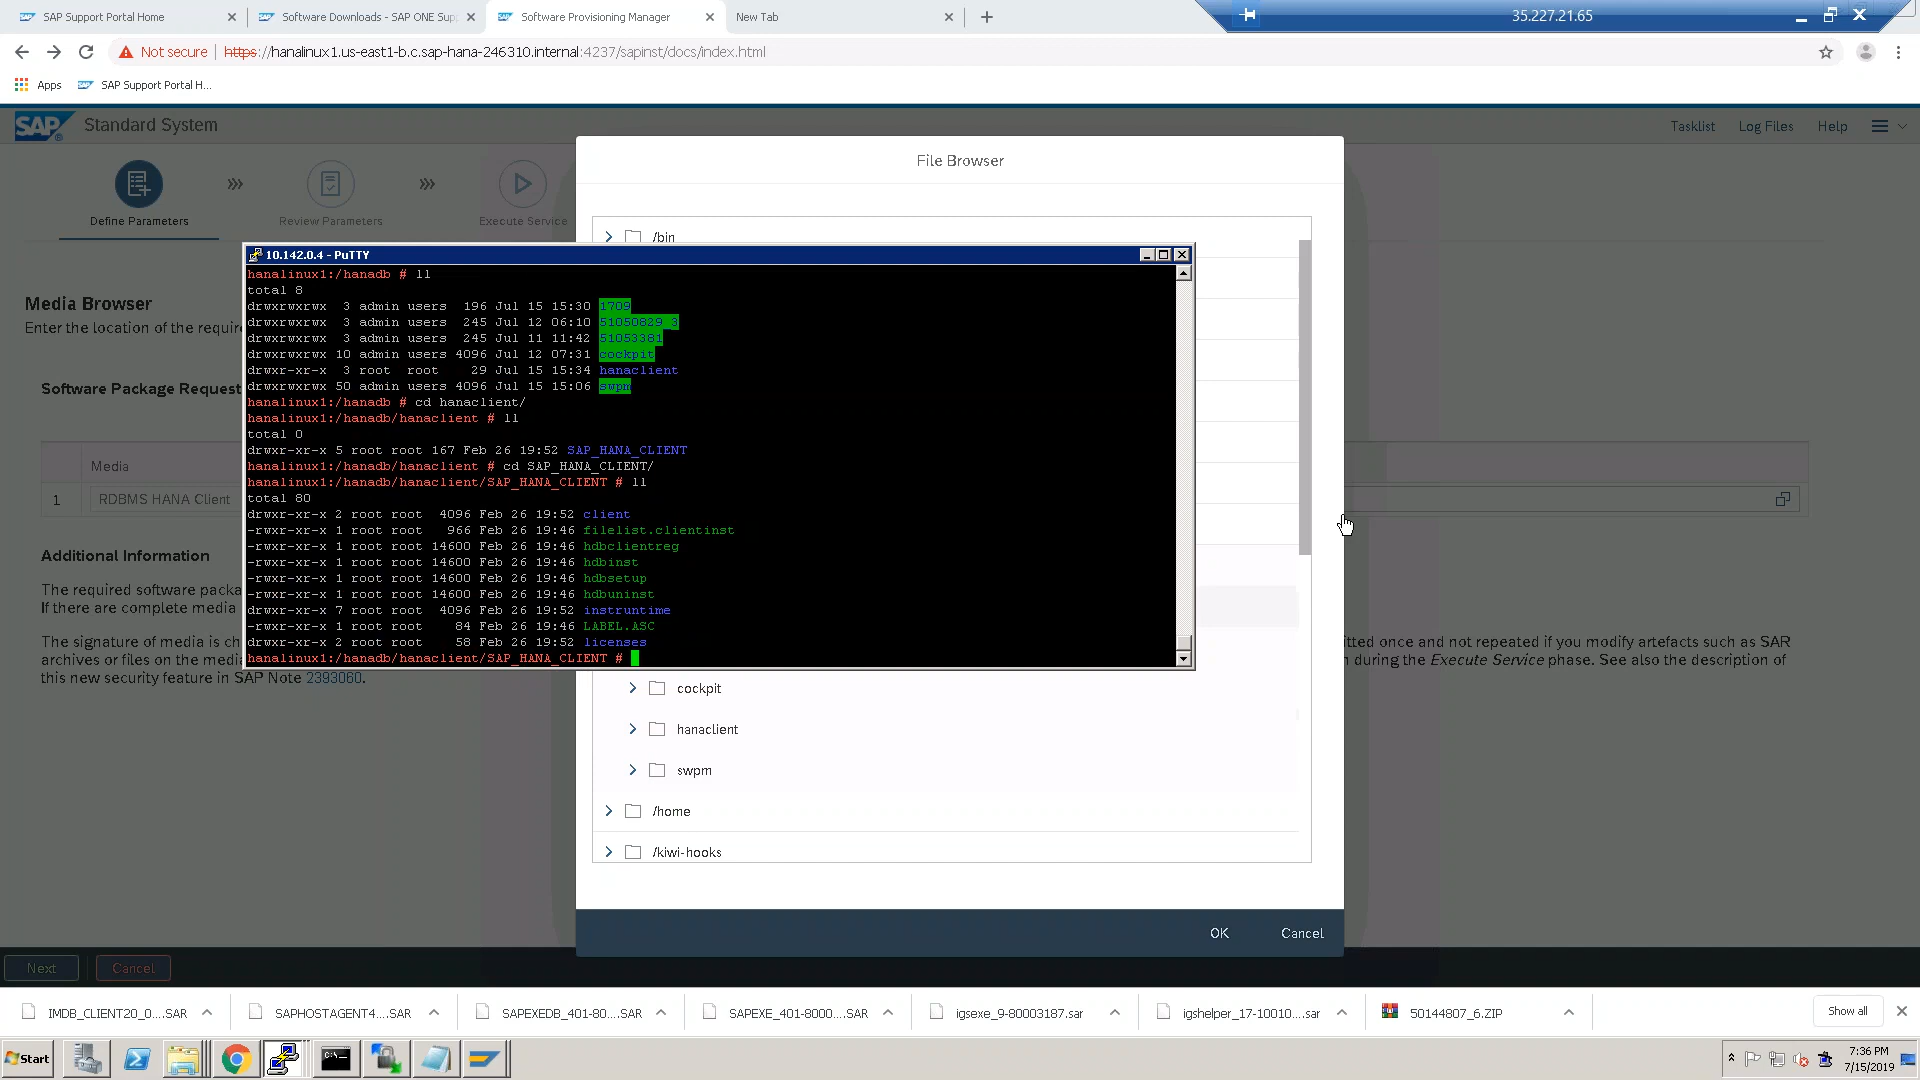 SAP Support Portal Home
Software Downloads - SAP ONE Sup
Software Provisioning Manager
New Tab
35.227.21.65
Not secure
https://hanalinux1.us-east1-b.c.sap-hana-246310.internal:4237/sapinst/docs/index.html
Apps
SAP Support Portal H...
SAP
Standard System
Tasklist
Log Files
Help
Define Parameters
Review Parameters
Execute Service
File Browser
/bin
Media Browser
Enter the location of the requir
Software Package Request
Media
1
RDBMS HANA Client
Additional Information
The required software packa
If there are complete media
The signature of media is ch
itted once and not repeated if you modify artefacts such as SAR
archives or files on the medi
during the Execute Service phase. See also the description of
this new security feature in SAP Note 2393060.
10.142.0.4 - PuTTY
hanalinux1:/hanadb # ll
total 8
drwxrwxrwx 3 admin users 196 Jul 15 15:30 1709
drwxrwxrwx 3 admin users 245 Jul 12 06:10 51050829_3
drwxrwxrwx 3 admin users 245 Jul 11 11:42 51053381
drwxrwxrwx 10 admin users 4096 Jul 12 07:31 cockpit
drwxr-xr-x 3 root root 29 Jul 15 15:34 hanaclient
drwxrwxrwx 50 admin users 4096 Jul 15 15:06 swpm
hanalinux1:/hanadb # cd hanaclient/
hanalinux1:/hanadb/hanaclient # ll
total 0
drwxr-xr-x 5 root root 167 Feb 26 19:52 SAP_HANA_CLIENT
hanalinux1:/hanadb/hanaclient # cd SAP_HANA_CLIENT/
hanalinux1:/hanadb/hanaclient/SAP_HANA_CLIENT # ll
total 80
drwxr-xr-x 2 root root 4096 Feb 26 19:52 client
-rwxr-xr-x 1 root root 966 Feb 26 19:46 filelist.clientinst
-rwxr-xr-x 1 root root 14600 Feb 26 19:46 hdbclientreg
-rwxr-xr-x 1 root root 14600 Feb 26 19:46 hdbinst
-rwxr-xr-x 1 root root 14600 Feb 26 19:46 hdbsetup
-rwxr-xr-x 1 root root 14600 Feb 26 19:46 hdbuninst
drwxr-xr-x 7 root root 4096 Feb 26 19:52 instruntime
-rwxr-xr-x 1 root root 84 Feb 26 19:46 LABEL.ASC
drwxr-xr-x 2 root root 58 Feb 26 19:52 licenses
hanalinux1:/hanadb/hanaclient/SAP_HANA_CLIENT #
cockpit
hanaclient
swpm
/home
/kiwi-hooks
OK
Cancel
Next
Cancel
IMDB_CLIENT20_0....SAR
SAPHOSTAGENT4....SAR
SAPEXEDB_401-80....SAR
SAPEXE_401-8000....SAR
igsexe_9-80003187.sar
igshelper_17-10010....sar
50144807_6.ZIP
Show all
Start
7:36 PM
7/15/2019